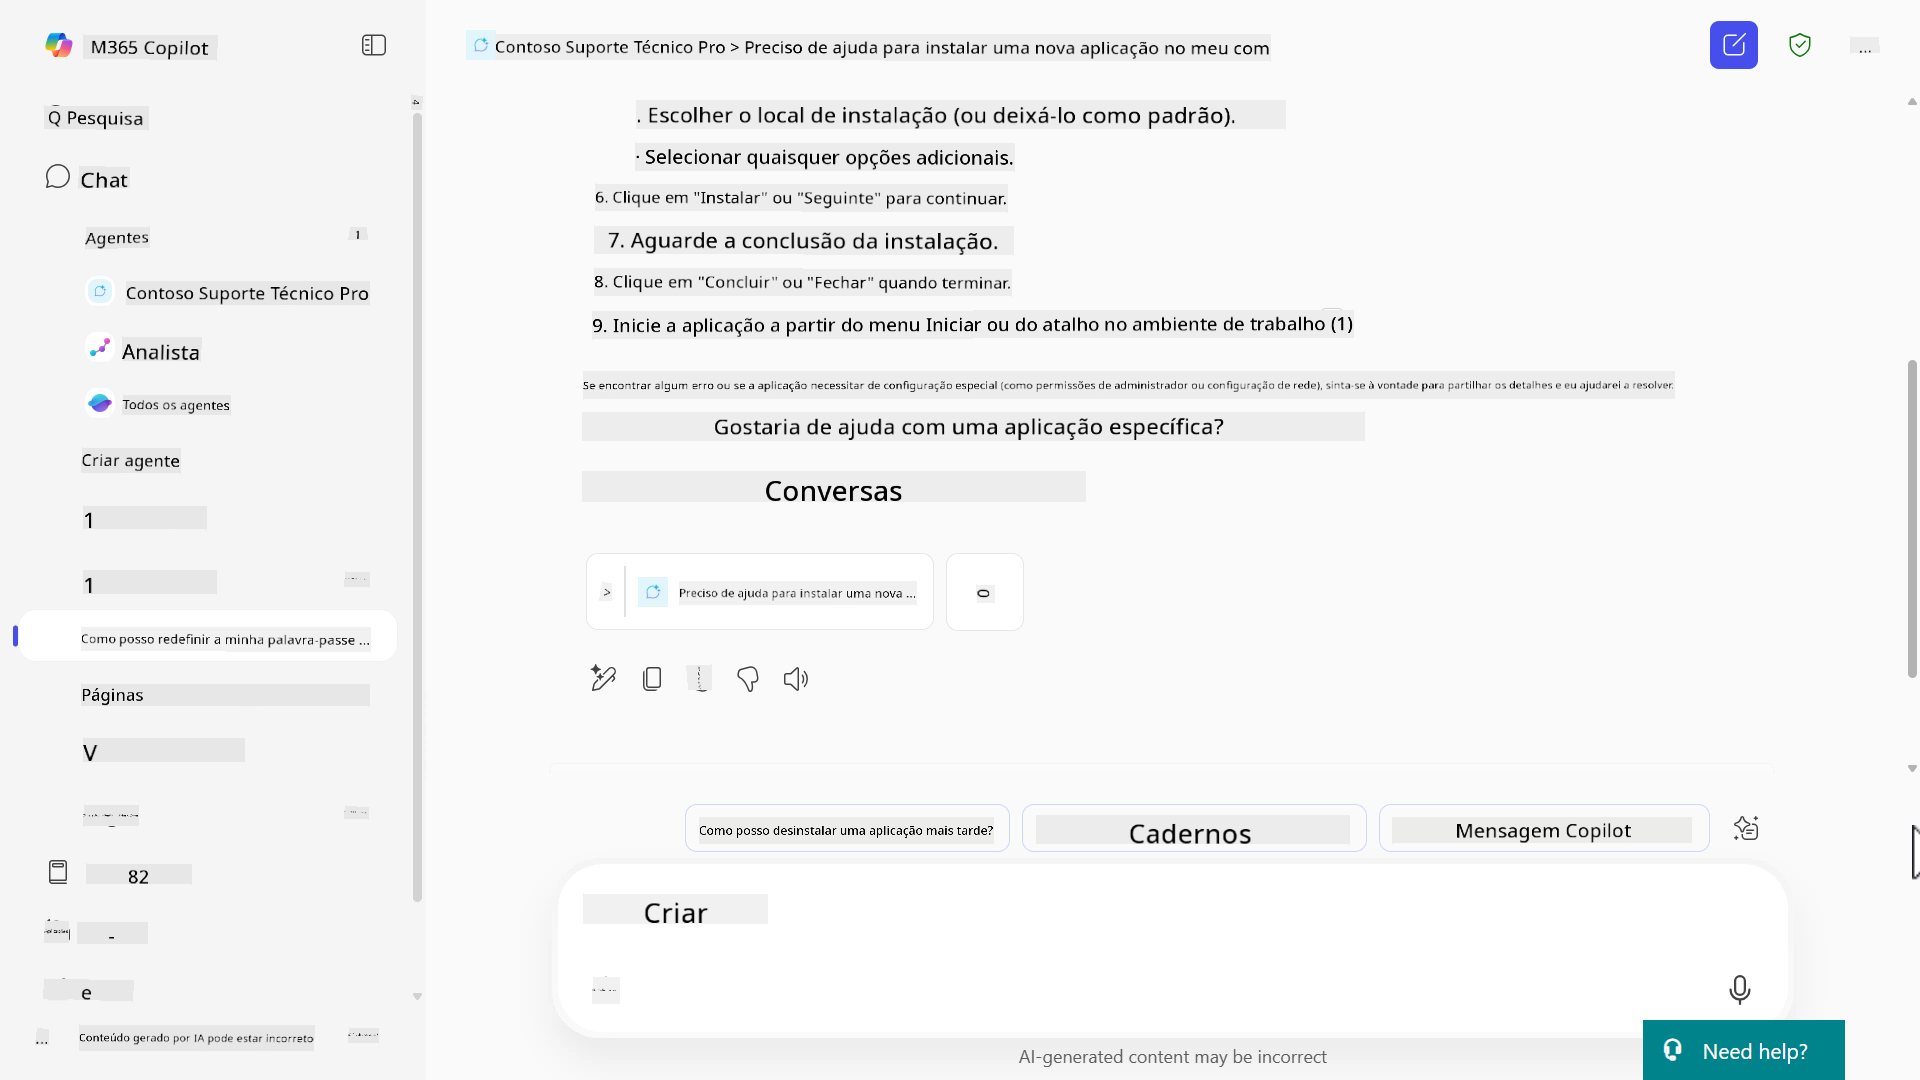 M365 Copilot
Q Pesquisa
Chat
Agentes
1
Contoso Suporte Técnico Pro
Analista
Todos os agentes
Criar agente
1
1
Como posso redefinir a minha palavra-passe ...
Páginas
V
82
-
e
...
Conteúdo gerado por IA pode estar incorreto
Contoso Suporte Técnico Pro > Preciso de ajuda para instalar uma nova aplicação no meu com
...
. Escolher o local de instalação (ou deixá-lo como padrão).
· Selecionar quaisquer opções adicionais.
6. Clique em "Instalar" ou "Seguinte" para continuar.
7. Aguarde a conclusão da instalação.
8. Clique em "Concluir" ou "Fechar" quando terminar.
9. Inicie a aplicação a partir do menu Iniciar ou do atalho no ambiente de trabalho (1)
Se encontrar algum erro ou se a aplicação necessitar de configuração especial (como permissões de administrador ou configuração de rede), sinta-se à vontade para partilhar os detalhes e eu ajudarei a resolver.
Gostaria de ajuda com uma aplicação específica?
Conversas
> Preciso de ajuda para instalar uma nova ...
0
Como posso desinstalar uma aplicação mais tarde?
Cadernos
Mensagem Copilot
Criar
AI-generated content may be incorrect
Need help?